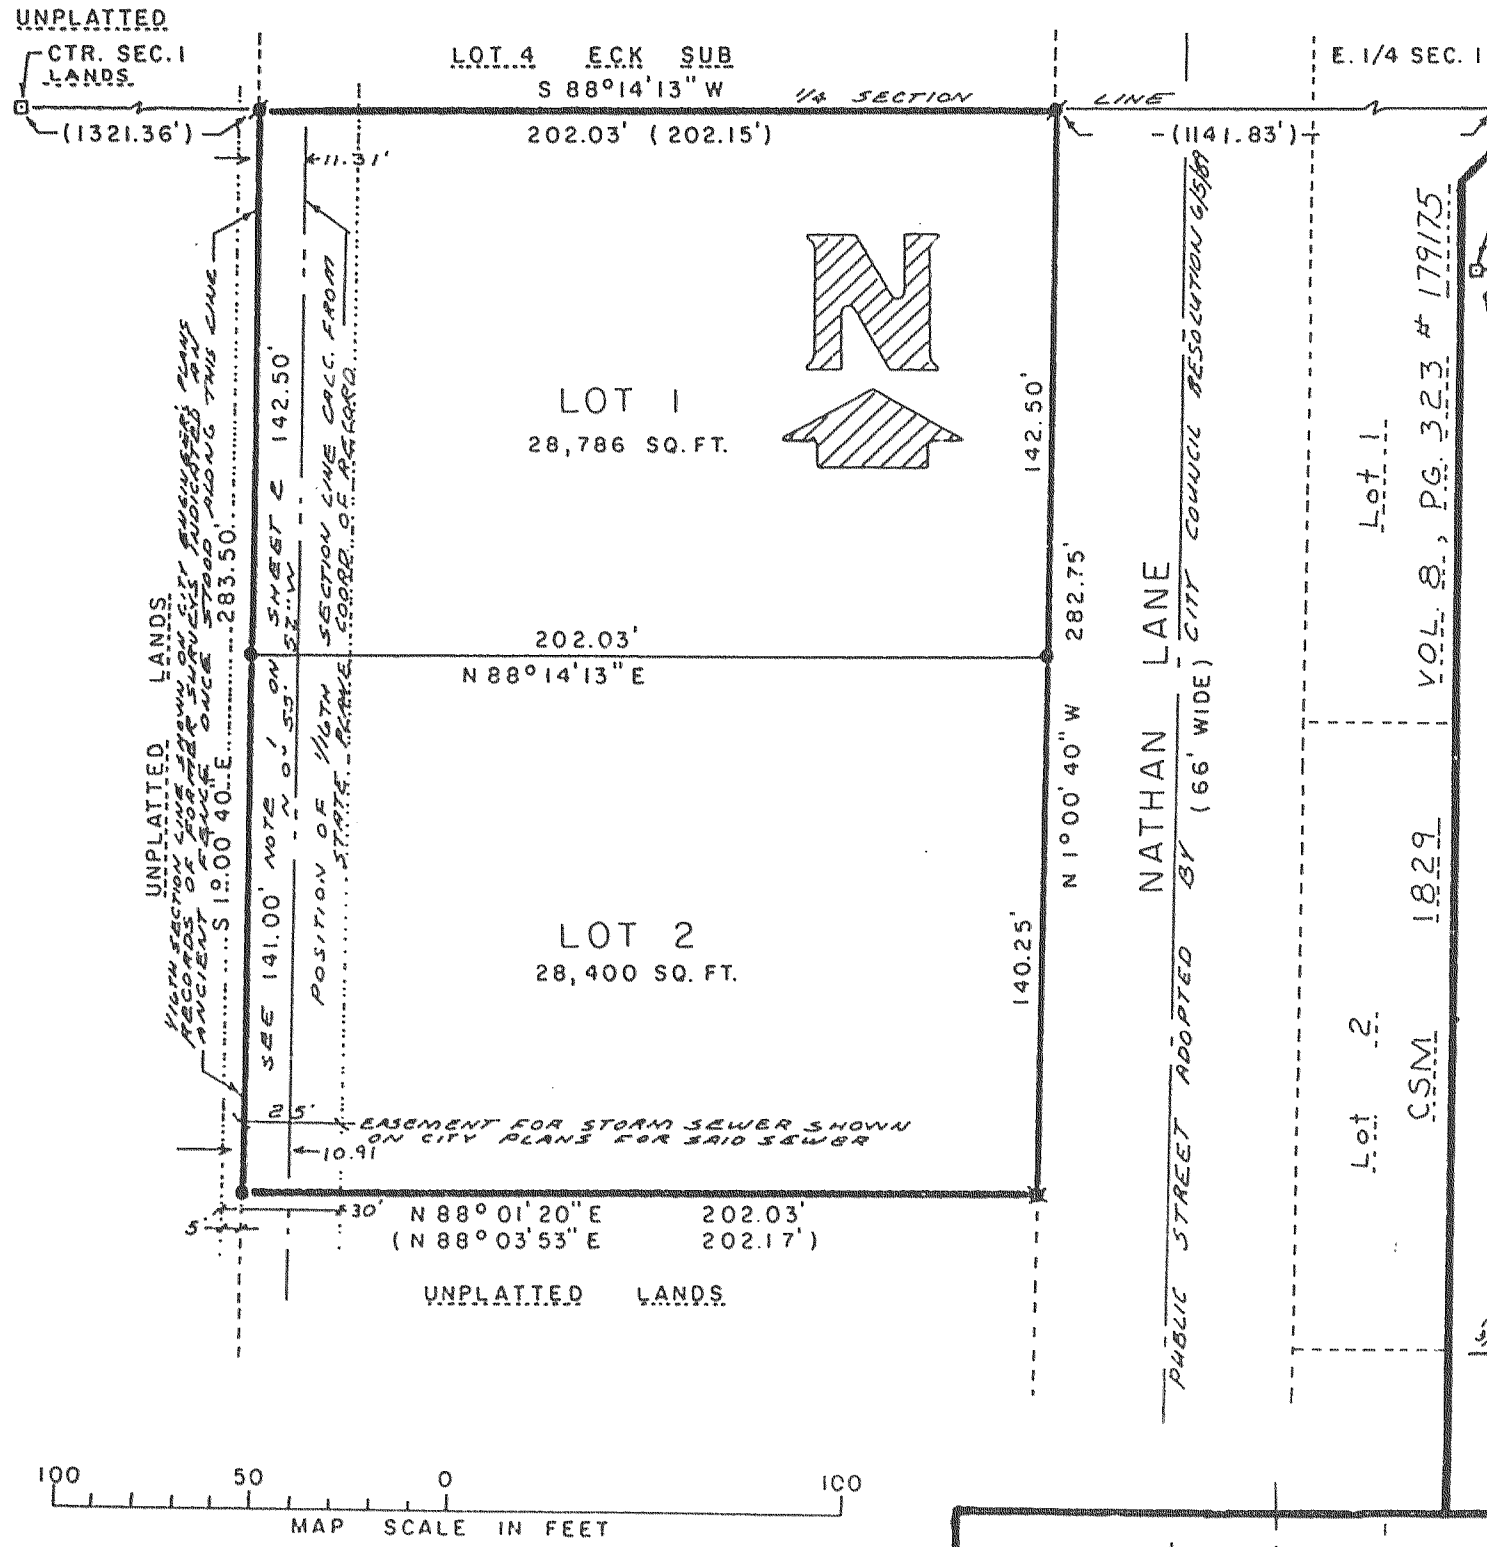 UNPLATTED
CTR. SEC. 1
LANDS
LOT 4 ECK SUB
S 88°14'13" W
1/4 SECTION LINE
E. 1/4 SEC. 1
(1321.36')
202.03' (202.15')
(1141.83')
11.31'
LOT 1
28,786 SQ. FT.
N
142.50'
142.50'
282.75'
283.50'
S 1°00'40" E
N 1°00'40" W
202.03'
N 88°14'13" E
UNPLATTED LANDS
1/16TH SECTION LINE SHOWN ON CITY ENGINEER'S PLANS
RECORDS OF FORMER SURVEYS INDICATED AN
ANCIENT FENCE ONCE STOOD ALONG THIS LINE
SEE 141.00' NOTE 1 ON SHEET 2
POSITION OF 1/16TH SECTION LINE CALC. FROM
STATE PLANE COORD. OF RECORD.
LOT 2
28,400 SQ. FT.
140.25'
NATHAN LANE
(66' WIDE)
PUBLIC STREET ADOPTED BY CITY COUNCIL RESOLUTION 6/5/89
Lot 1
Lot 2
CSM 1829 VOL. 8, PG. 323 # 179175
25'
EASEMENT FOR STORM SEWER SHOWN
ON CITY PLANS FOR SAID SEWER
10.91
30'
5'
N 88°01'20" E 202.03'
(N 88°03'53" E 202.17')
UNPLATTED LANDS
100 50 0 100
MAP SCALE IN FEET